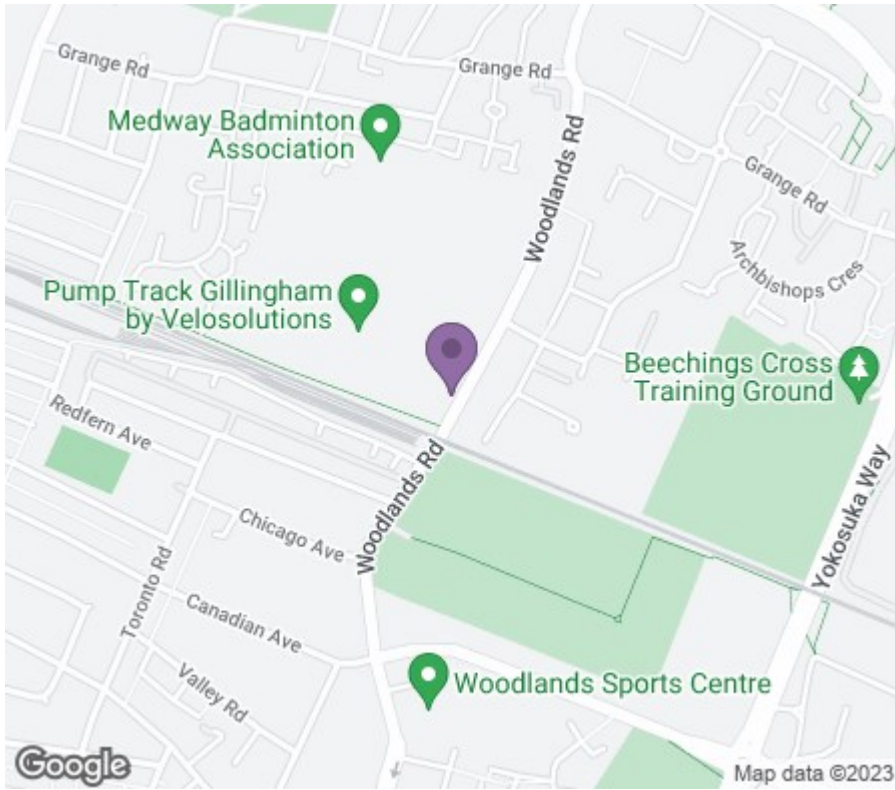 Grange Rd
Grange Rd
Medway Badminton
Association
Woodlands Rd
Grange Rd
Archbishops Cres
Pump Track Gillingham
by Velosolutions
Beechings Cross
Training Ground
Redfern Ave
Woodlands Rd
Yokosuka Way
Chicago Ave
Toronto Rd
Canadian Ave
Valley Rd
Woodlands Sports Centre
Google
Map data ©2023